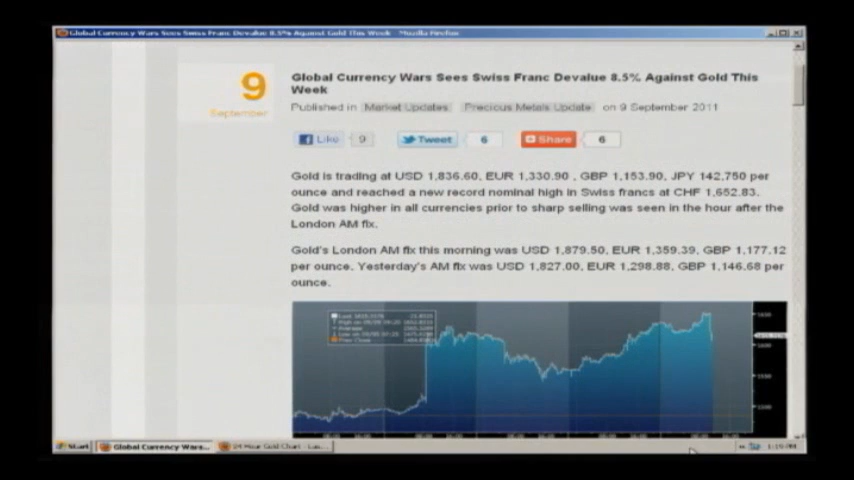 Global Currency Wars Sees Swiss Franc Devalue 8.5% Against Gold This Week - Mozilla Firefox
9
September
Global Currency Wars Sees Swiss Franc Devalue 8.5% Against Gold This
Week
Published in Market Updates Precious Metals Update on 9 September 2011
Like 9 Tweet 6 Share 6
Gold is trading at USD 1,836.60, EUR 1,330.90 , GBP 1,153.90, JPY 142,750 per
ounce and reached a new record nominal high in Swiss francs at CHF 1,652.83.
Gold was higher in all currencies prior to sharp selling was seen in the hour after the
London AM fix.
Gold's London AM fix this morning was USD 1,879.50, EUR 1,359.39, GBP 1,177.12
per ounce. Yesterday's AM fix was USD 1,827.00, EUR 1,298.88, GBP 1,146.68 per
ounce.
Start Global Currency Wars... 24 Hour Gold Chart